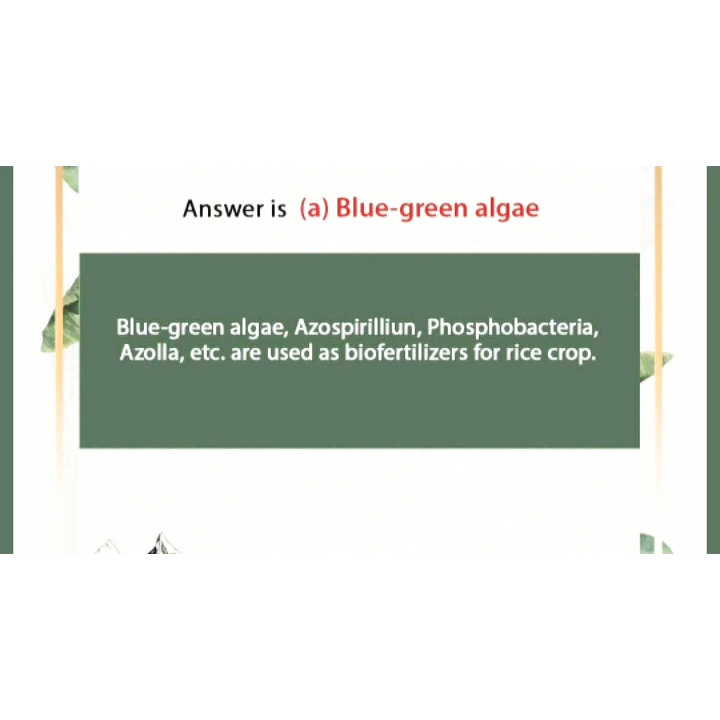 Answer is (a) Blue-green algae
Blue-green algae, Azospirilliun, Phosphobacteria,
Azolla, etc. are used as biofertilizers for rice crop.